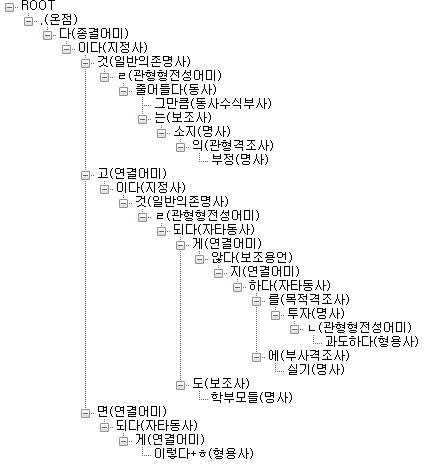 ROOT
.(온점)
다(종결어미)
이다(지정사)
것(일반의존명사)
ㄹ(관형형전성어미)
줄어들다(동사)
그만큼(동사수식부사)
는(보조사)
소지(명사)
의(관형격조사)
부정(명사)
고(연결어미)
이다(지정사)
것(일반의존명사)
ㄹ(관형형전성어미)
되다(자타동사)
게(연결어미)
않다(보조용언)
지(연결어미)
하다(자타동사)
를(목적격조사)
투자(명사)
ㄴ(관형형전성어미)
과도하다(형용사)
에(부사격조사)
실기(명사)
도(보조사)
학부모들(명사)
면(연결어미)
되다(자타동사)
게(연결어미)
이렇다+ㅎ(형용사)